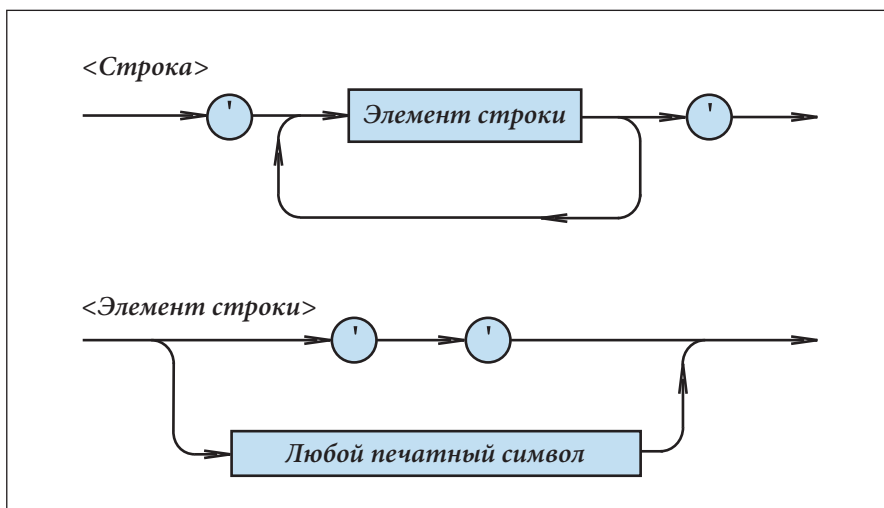 <Строка>
' Элемент строки '
<Элемент строки>
' '
Любой печатный символ